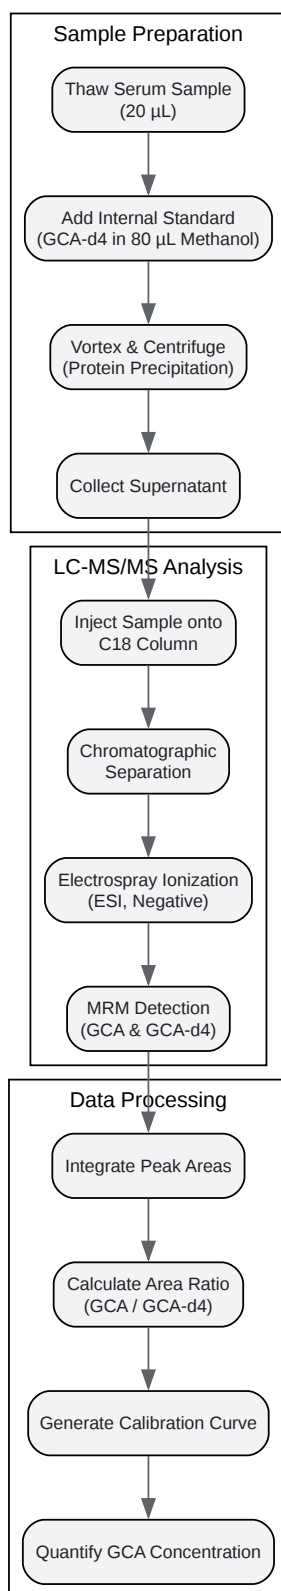 Sample Preparation
Thaw Serum Sample
(20 µL)
Add Internal Standard
(GCA-d4 in 80 µL Methanol)
Vortex & Centrifuge
(Protein Precipitation)
Collect Supernatant
LC-MS/MS Analysis
Inject Sample onto
C18 Column
Chromatographic
Separation
Electrospray Ionization
(ESI, Negative)
MRM Detection
(GCA & GCA-d4)
Data Processing
Integrate Peak Areas
Calculate Area Ratio
(GCA / GCA-d4)
Generate Calibration Curve
Quantify GCA Concentration